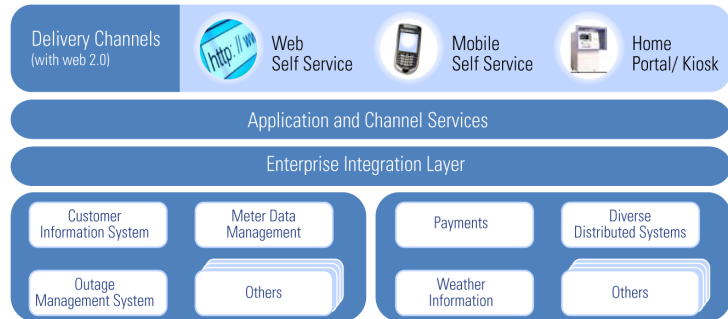 Delivery Channels
(with web 2.0)
http: // ww
Web
Self Service
Mobile
Self Service
Home
Portal/ Kiosk
Application and Channel Services
Enterprise Integration Layer
Customer
Information System
Meter Data
Management
Payments
Diverse
Distributed Systems
Outage
Management System
Others
Weather
Information
Others